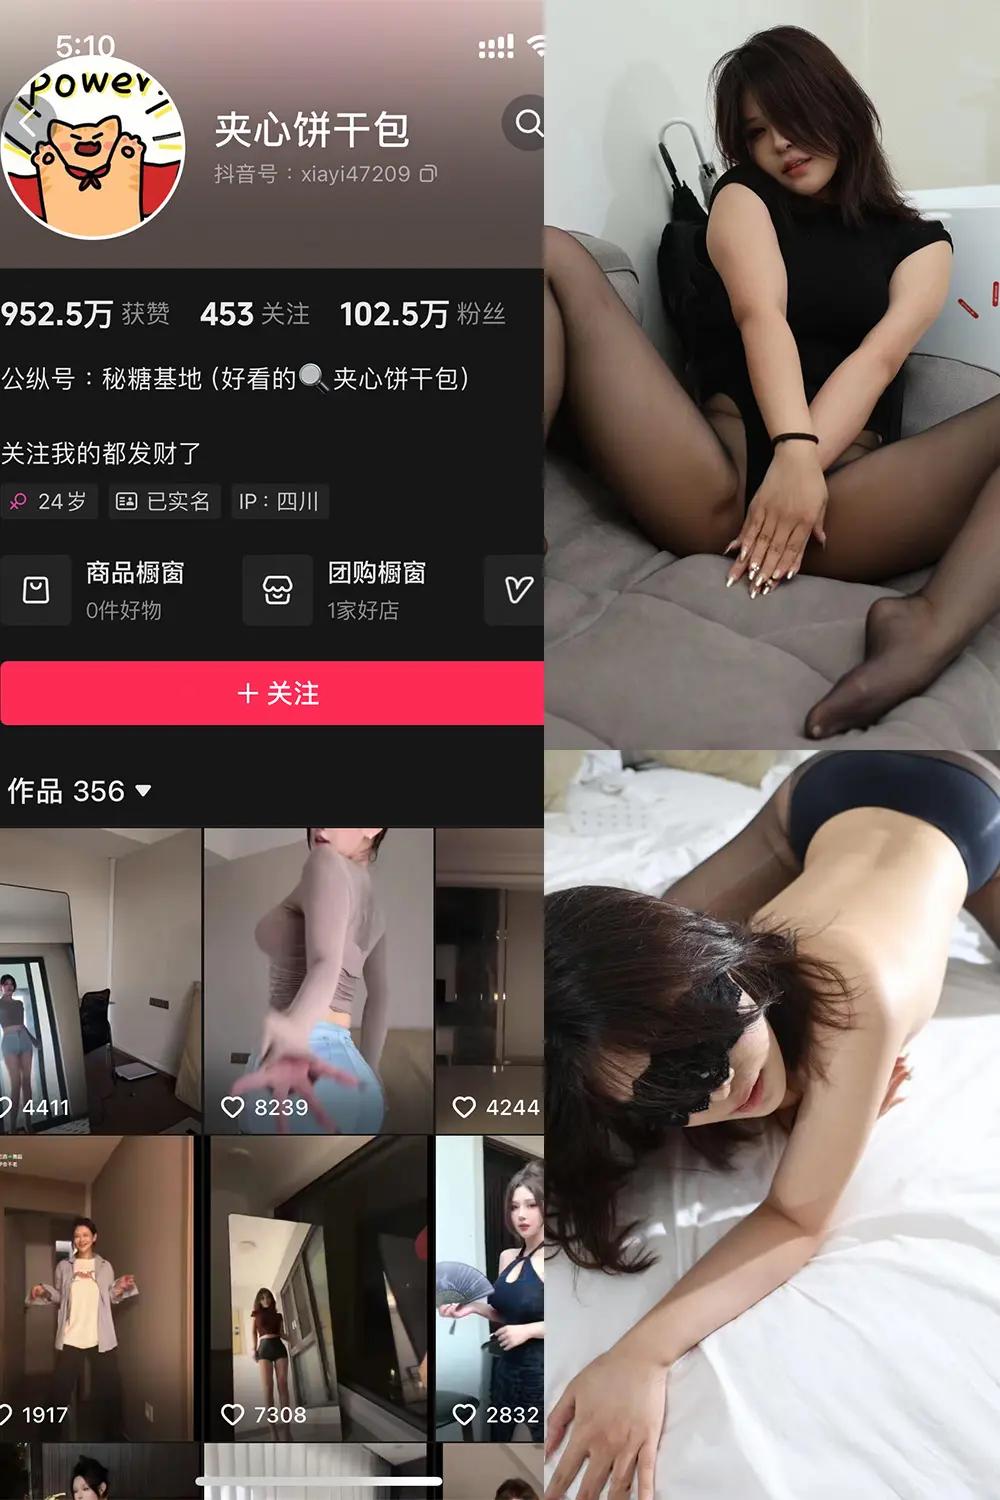 5:10
power
夹心饼干包
抖音号：xiayi47209
952.5万 获赞 453 关注 102.5万 粉丝
公纵号：秘糖基地 (好看的🔍夹心饼干包)
关注我的都发财了
24岁 已实名 IP：四川
商品橱窗 团购橱窗
0件好物 1家好店
+ 关注
作品 356
4411 8239 4244
1917 7308 2832